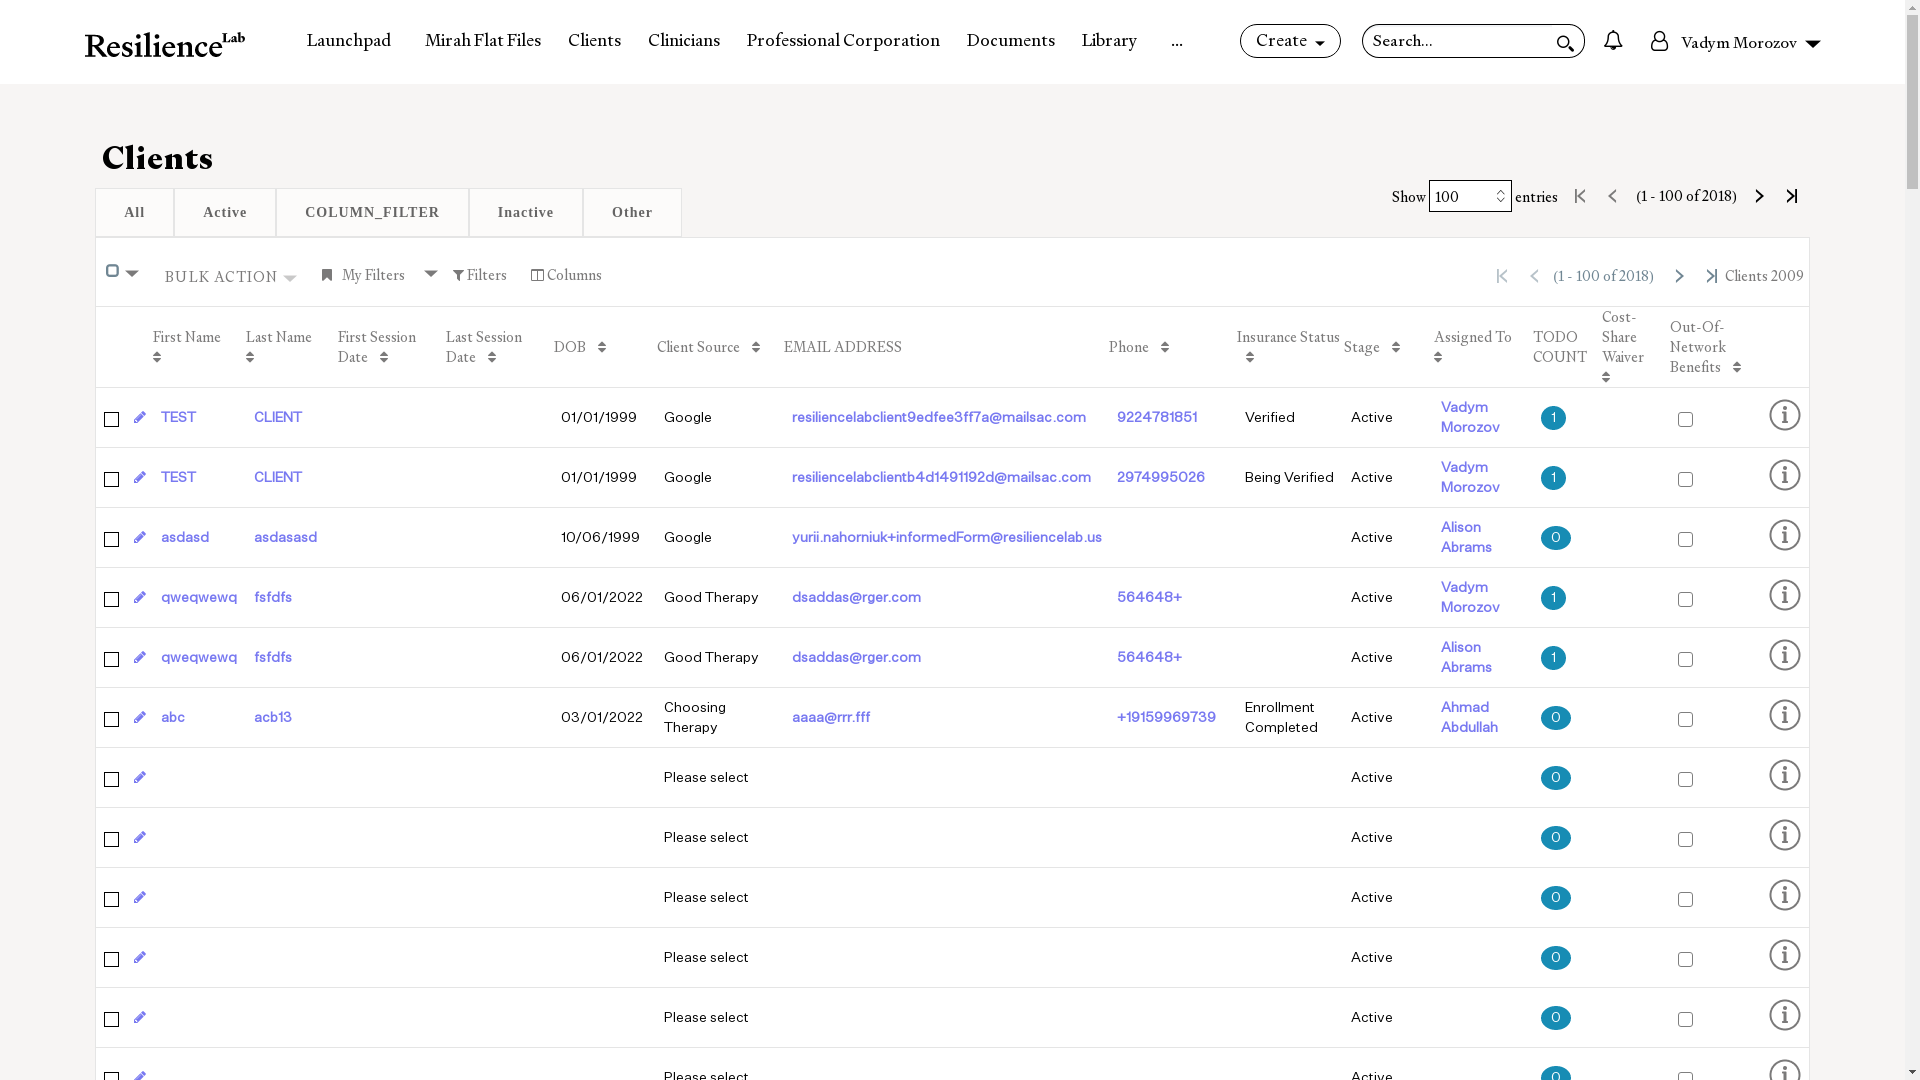 ResilienceLab Launchpad Mirah Flat Files Clients Clinicians Professional Corporation Documents Library ... Create Search... Vadym Morozov
Clients
All Active COLUMN_FILTER Inactive Other
Show 100 entries (1 - 100 of 2018)
BULK ACTION My Filters Filters Columns (1 - 100 of 2018) Clients 2009
First Name Last Name First Session Date Last Session Date DOB Client Source EMAIL ADDRESS Phone Insurance Status Stage Assigned To TODO COUNT Cost-Share Waiver Out-Of-Network Benefits
TEST CLIENT 01/01/1999 Google resiliencelabclient9edfee3ff7a@mailsac.com 9224781851 Verified Active Vadym Morozov 1
TEST CLIENT 01/01/1999 Google resiliencelabclientb4d1491192d@mailsac.com 2974995026 Being Verified Active Vadym Morozov 1
asdasd asdasasd 10/06/1999 Google yurii.nahorniuk+informedForm@resiliencelab.us Active Alison Abrams 0
qweqwewq fsfdfs 06/01/2022 Good Therapy dsaddas@rger.com 564648+ Active Vadym Morozov 1
qweqwewq fsfdfs 06/01/2022 Good Therapy dsaddas@rger.com 564648+ Active Alison Abrams 1
abc acb13 03/01/2022 Choosing Therapy aaaa@rrr.fff +19159969739 Enrollment Completed Active Ahmad Abdullah 0
Please select Active 0
Please select Active 0
Please select Active 0
Please select Active 0
Please select Active 0
Please select Active 0